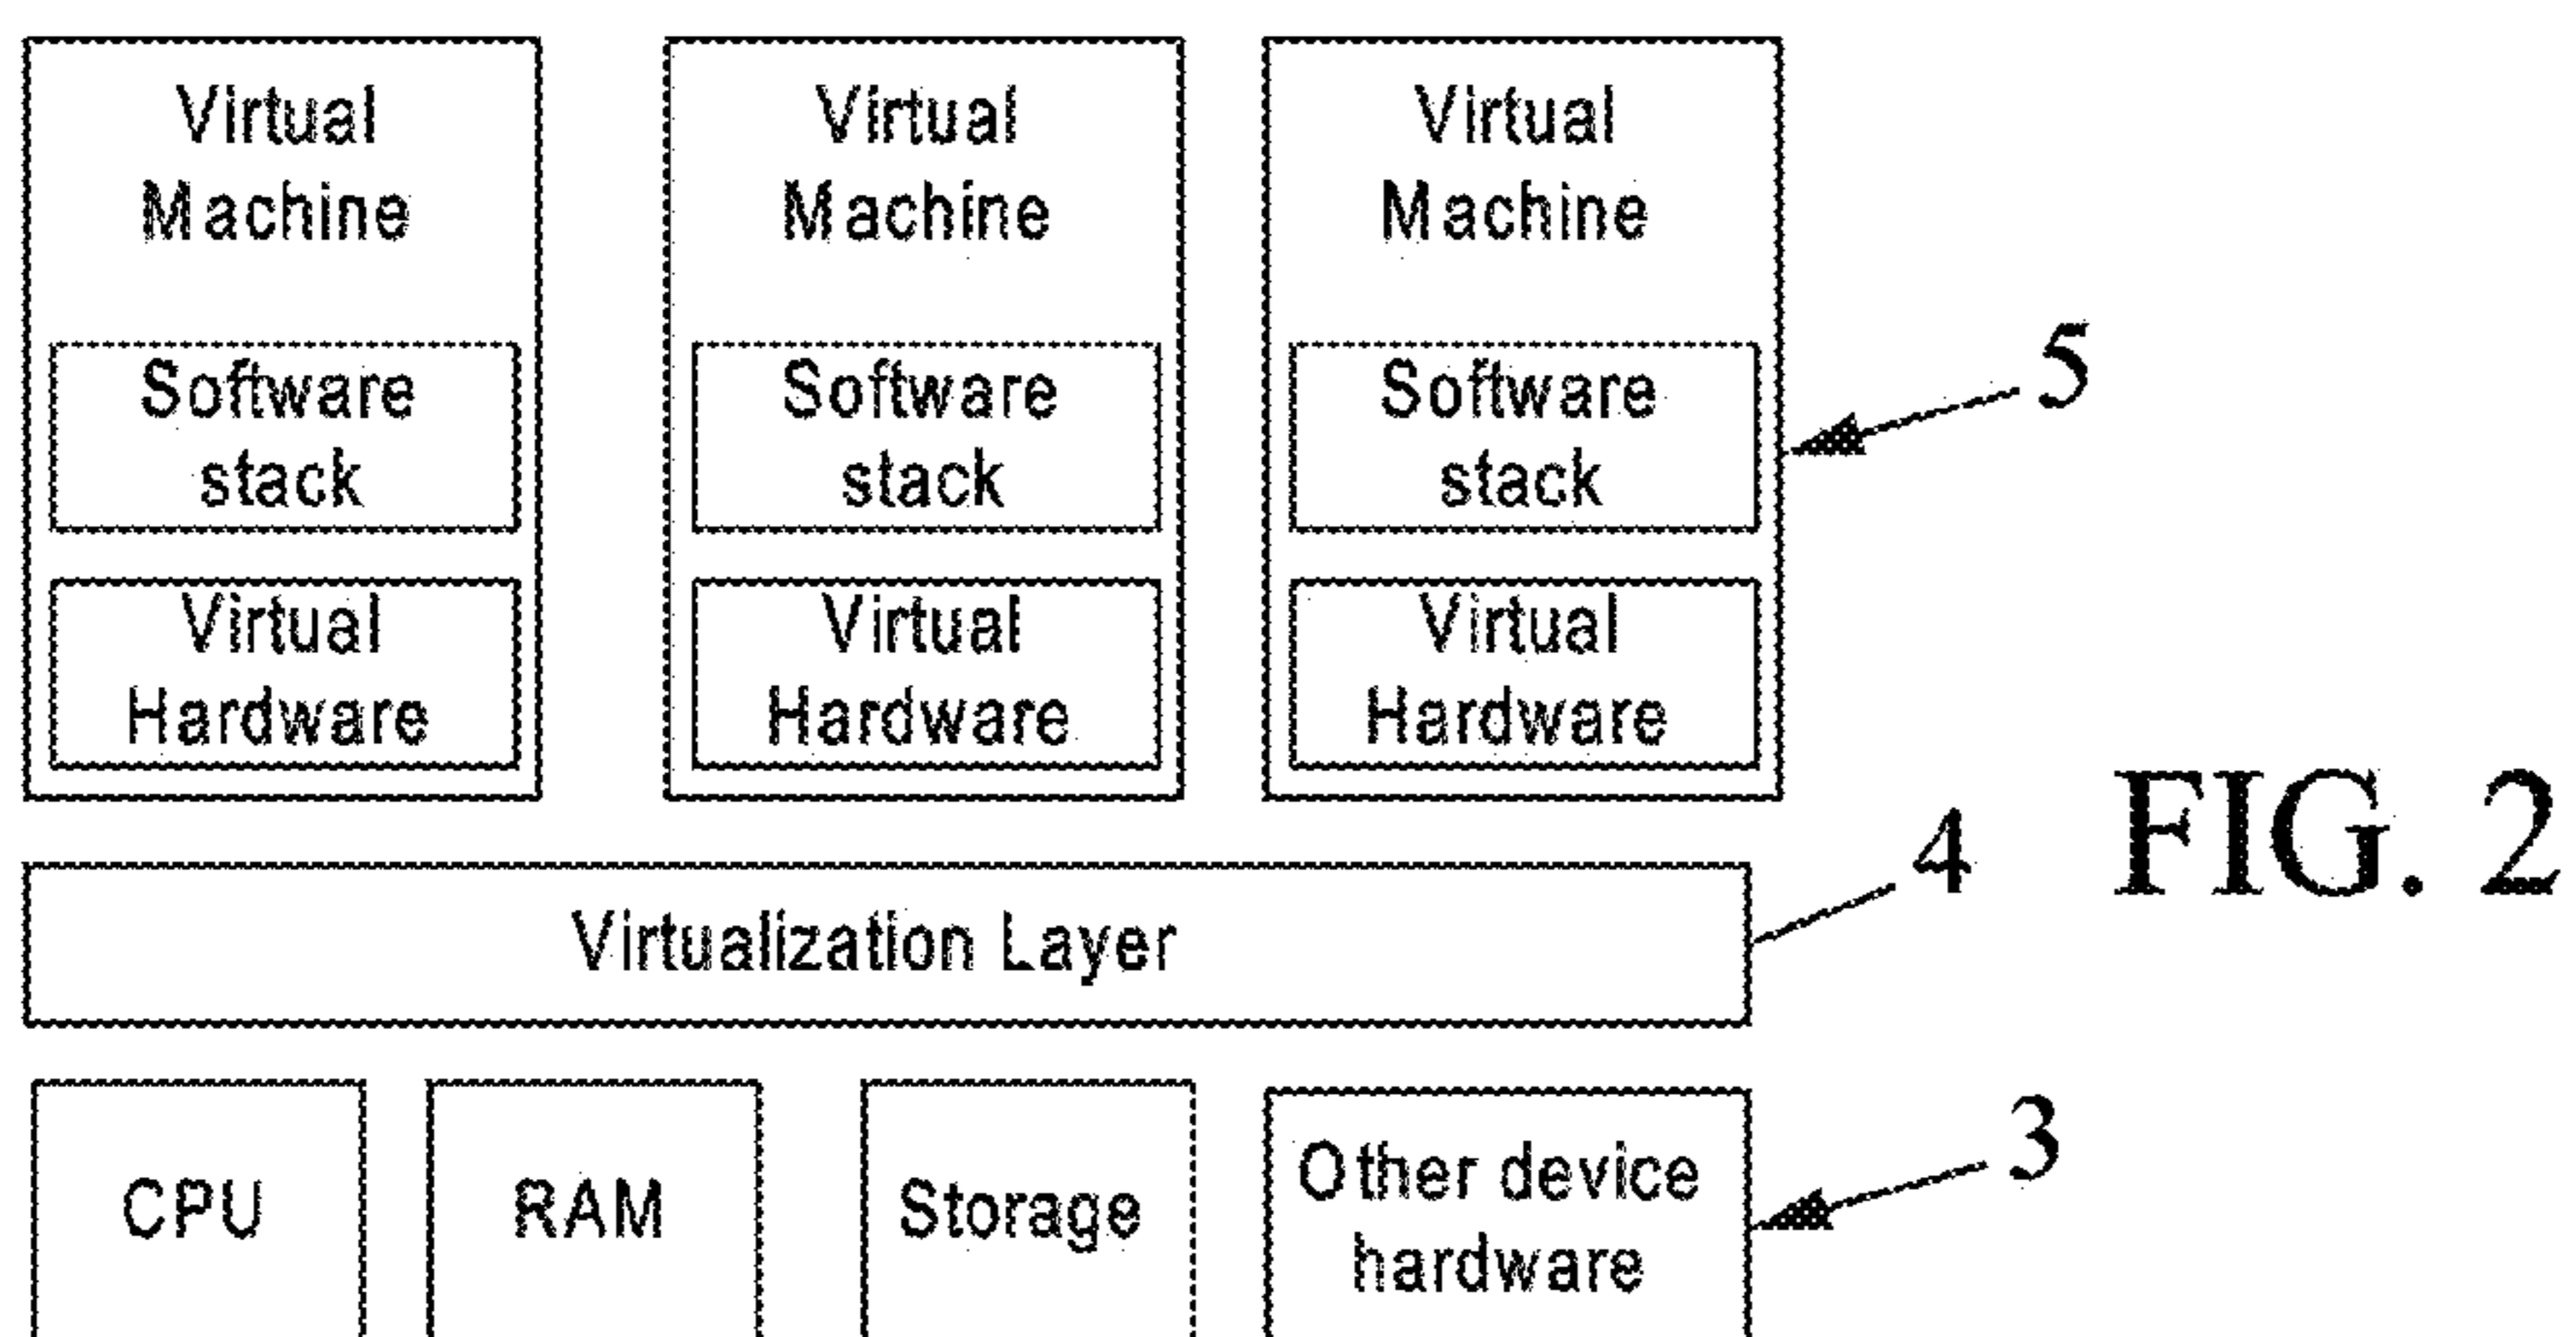 Virtual
Machine
Software
stack
Virtual
Hardware
Virtual
Machine
Software
stack
Virtual
Hardware
Virtual
Machine
Software
stack
Virtual
Hardware
5
Virtualization Layer
4
FIG. 2
CPU
RAM
Storage
Other device
hardware
3